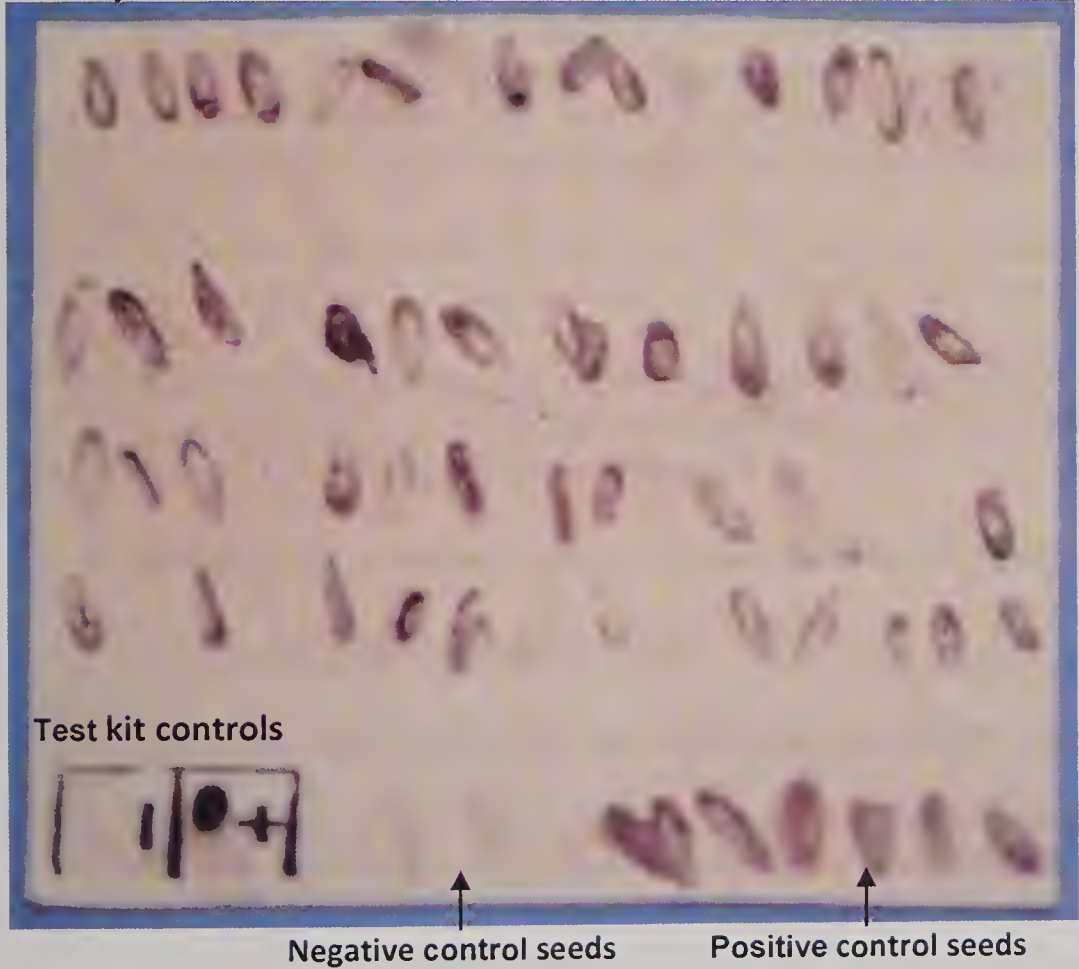 Test kit controls
- +
Negative control seeds
Positive control seeds